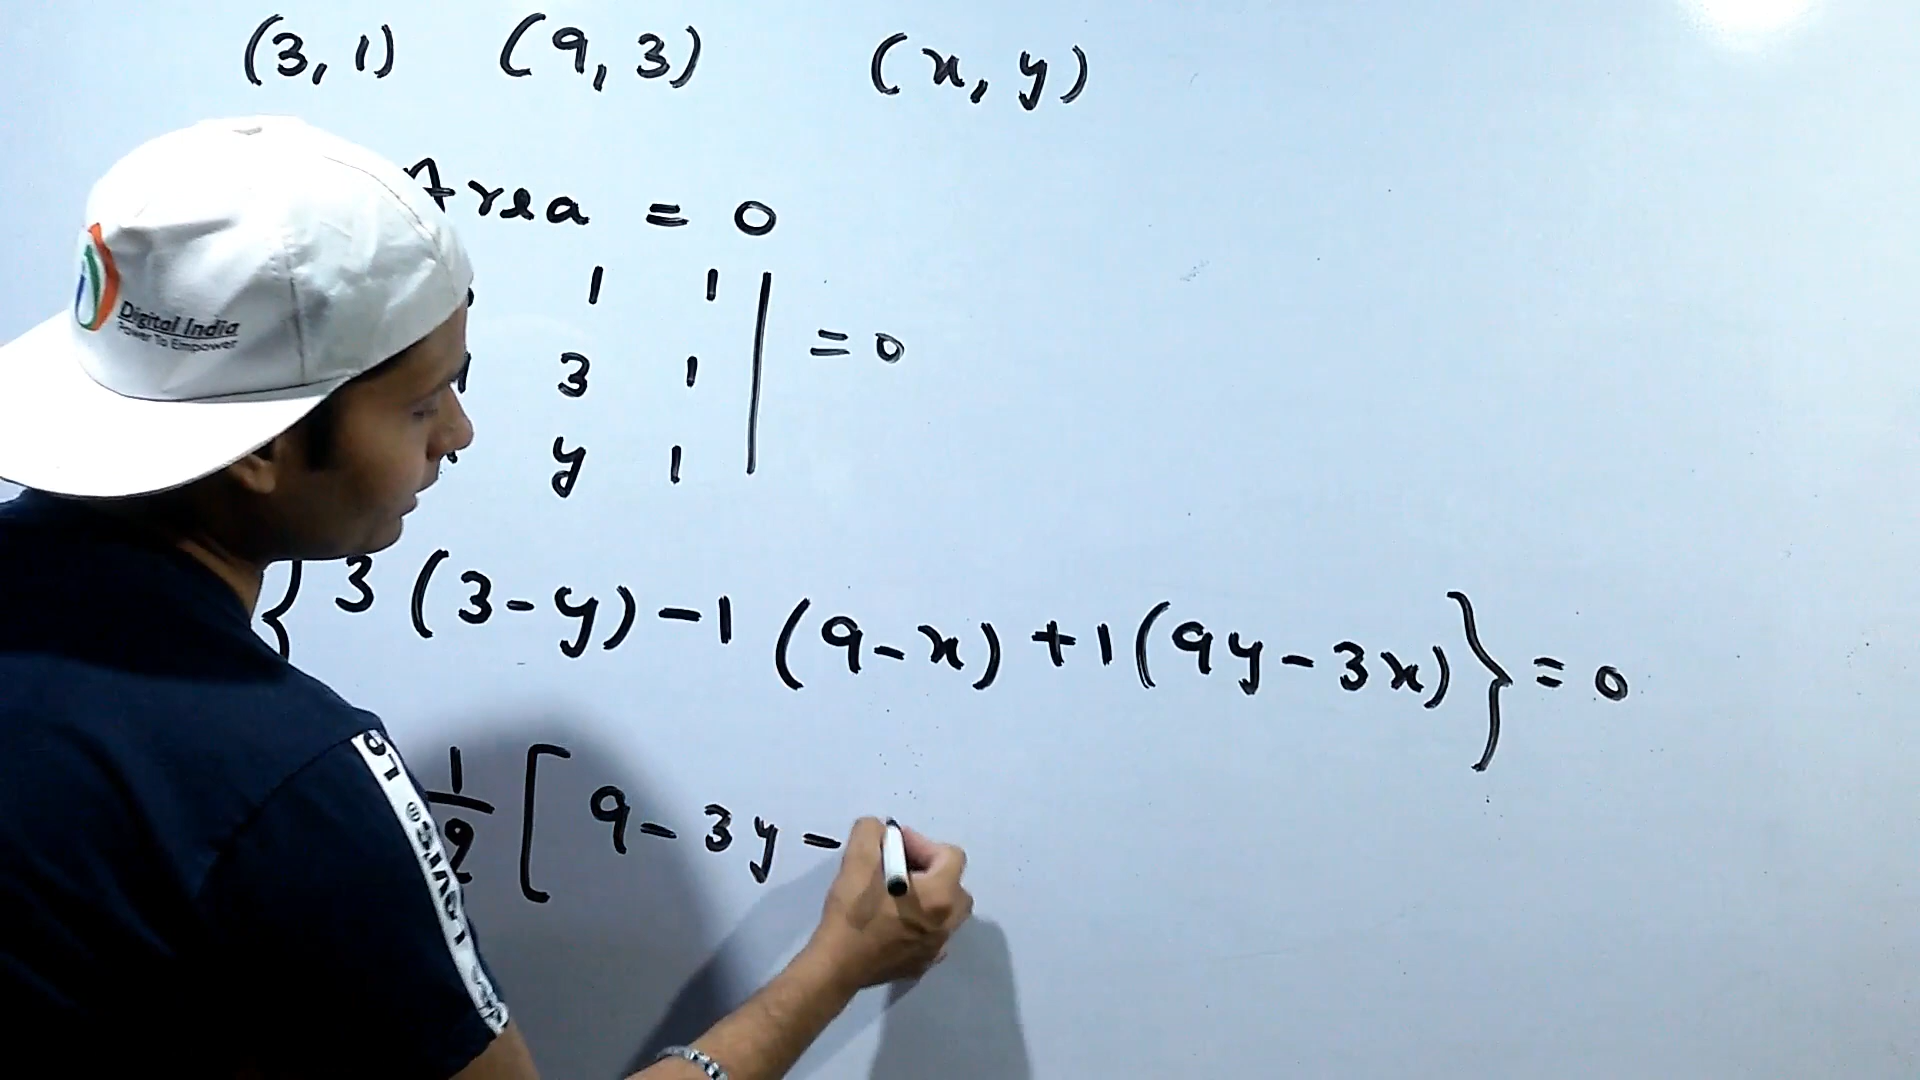 (3, 1) (9, 3) (x, y)
Area = 0
1 1
3 1 = 0
y 1
{ 3 (3 - y) - 1 (9 - x) + 1 (9y - 3x) } = 0
1/2 [ 9 - 3y -
Digital India
Power To Empower